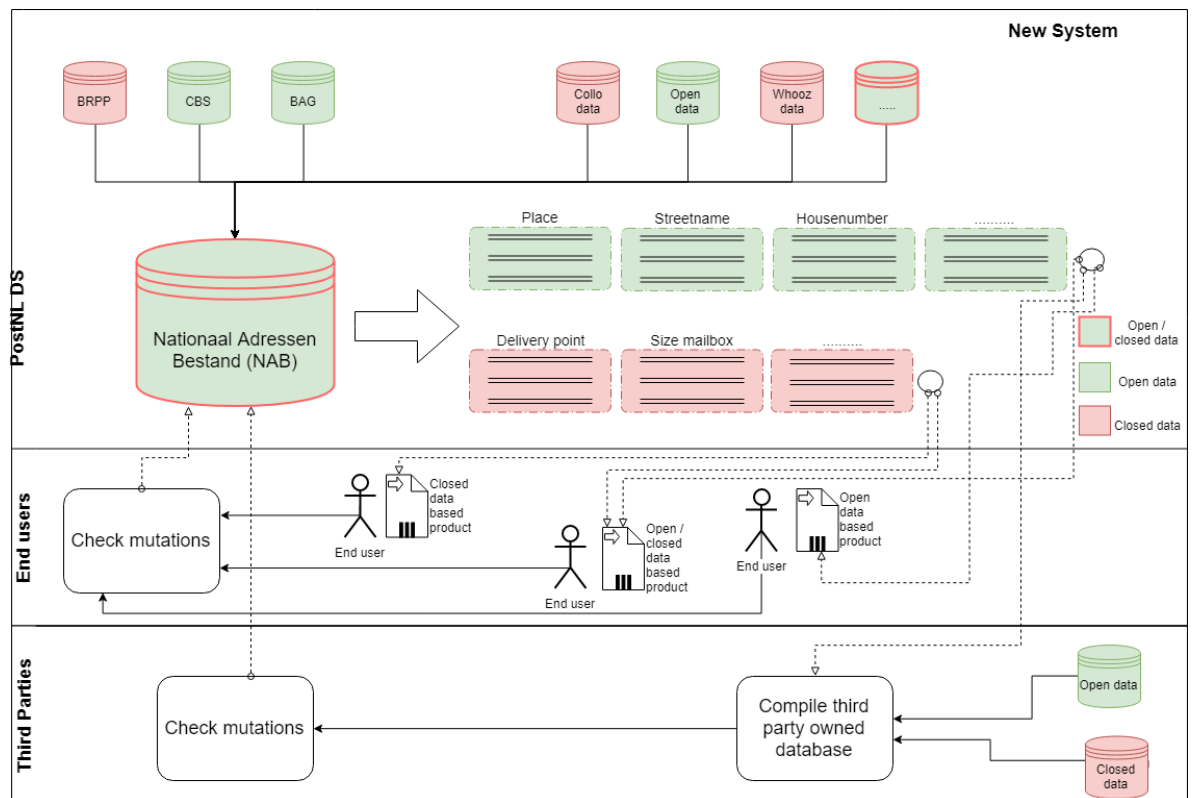 New System
BRPP
CBS
BAG
Collo
data
Open
data
Whooz
data
.....
PostNL DS
Place
Streetname
Housenumber
..........
Nationaal Adressen
Bestand (NAB)
Delivery point
Size mailbox
..........
Open /
closed data
Open data
Closed data
End users
Check mutations
End user
Closed
data
based
product
End user
Open /
closed
data
based
product
End user
Open
data
based
product
Third Parties
Check mutations
Compile third
party owned
database
Open data
Closed
data